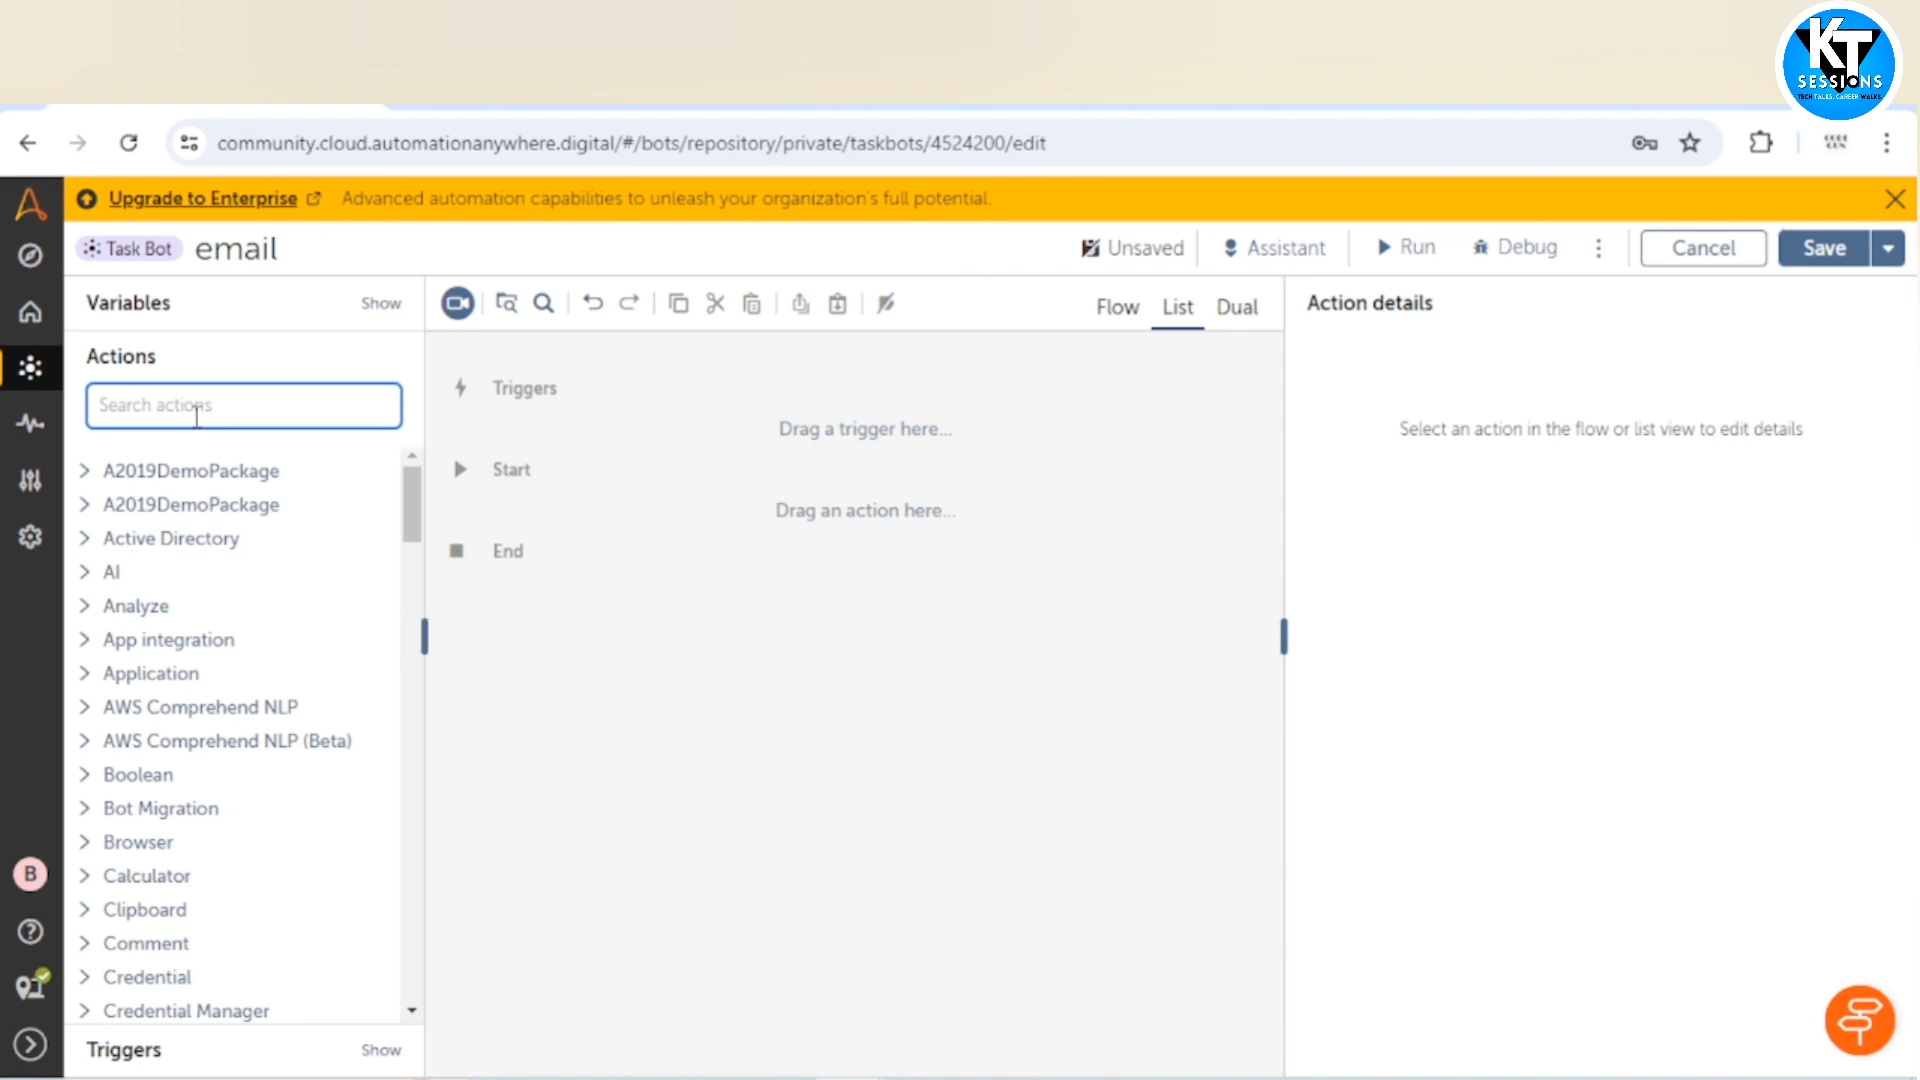 KT
SESSIONS
TECH TALKS, CAREER WALKS
community.cloud.automationanywhere.digital/#/bots/repository/private/taskbots/4524200/edit
Upgrade to Enterprise
Advanced automation capabilities to unleash your organization's full potential.
Task Bot
email
Unsaved
Assistant
Run
Debug
Cancel
Save
Variables
Show
Flow
List
Dual
Action details
Actions
Search actions
A2019DemoPackage
A2019DemoPackage
Active Directory
AI
Analyze
App integration
Application
AWS Comprehend NLP
AWS Comprehend NLP (Beta)
Boolean
Bot Migration
Browser
Calculator
Clipboard
Comment
Credential
Credential Manager
Triggers
Show
Triggers
Drag a trigger here...
Start
Drag an action here...
End
Select an action in the flow or list view to edit details
B